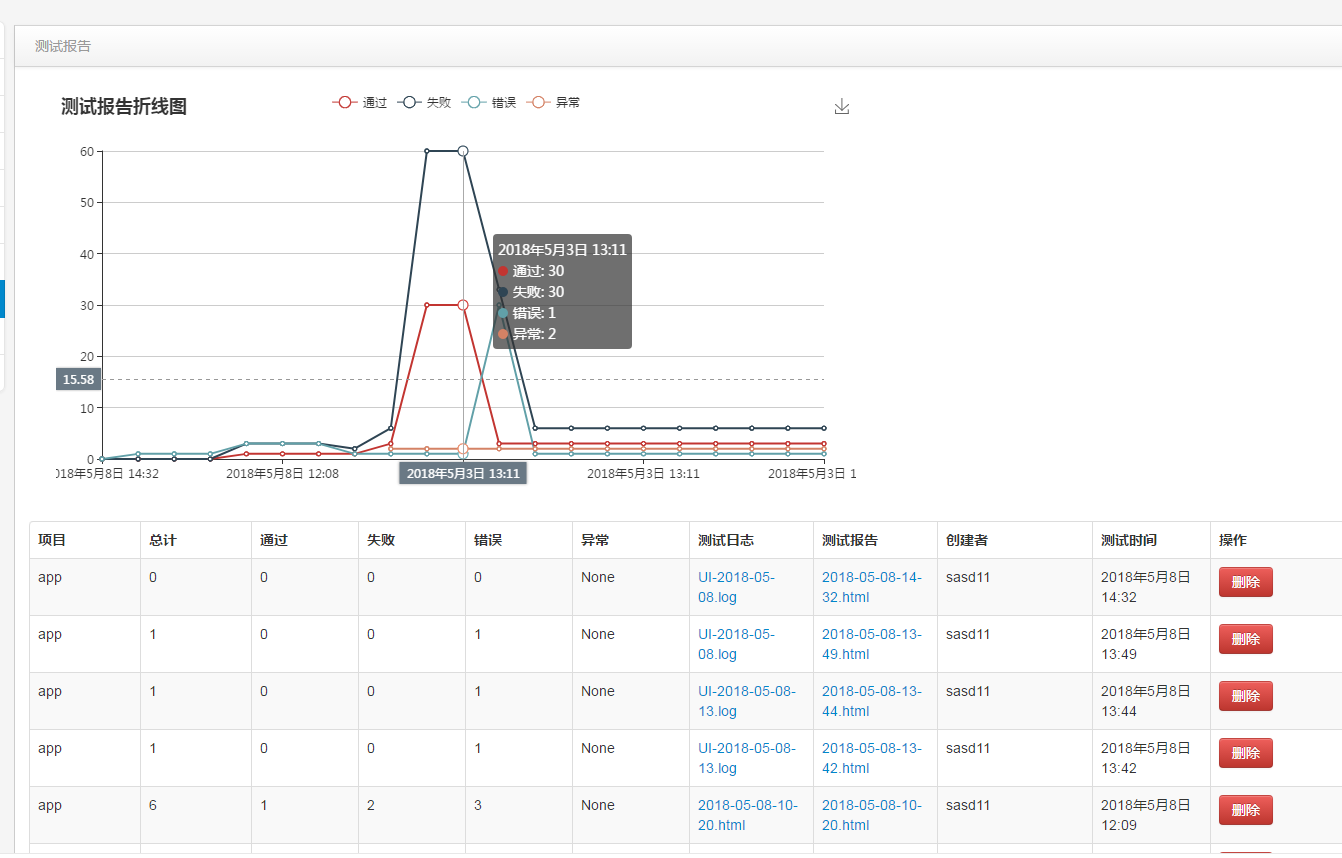 测试报告
测试报告折线图
通过 失败 错误 异常
60
50
40
30
20
15.58
10
0
2018年5月3日 13:11
通过: 30
失败: 30
错误: 1
异常: 2
018年5月8日 14:32 2018年5月8日 12:08 2018年5月3日 13:11 2018年5月3日 13:11 2018年5月3日 1
项目 总计 通过 失败 错误 异常 测试日志 测试报告 创建者 测试时间 操作
app 0 0 0 0 None UI-2018-05- 2018-05-08-14- sasd11 2018年5月8日 删除
08.log 32.html 14:32
app 1 0 0 1 None UI-2018-05- 2018-05-08-13- sasd11 2018年5月8日 删除
08.log 49.html 13:49
app 1 0 0 1 None UI-2018-05-08- 2018-05-08-13- sasd11 2018年5月8日 删除
13.log 44.html 13:44
app 1 0 0 1 None UI-2018-05-08- 2018-05-08-13- sasd11 2018年5月8日 删除
13.log 42.html 13:42
app 6 1 2 3 None 2018-05-08-10- 2018-05-08-10- sasd11 2018年5月8日 删除
20.html 20.html 12:09